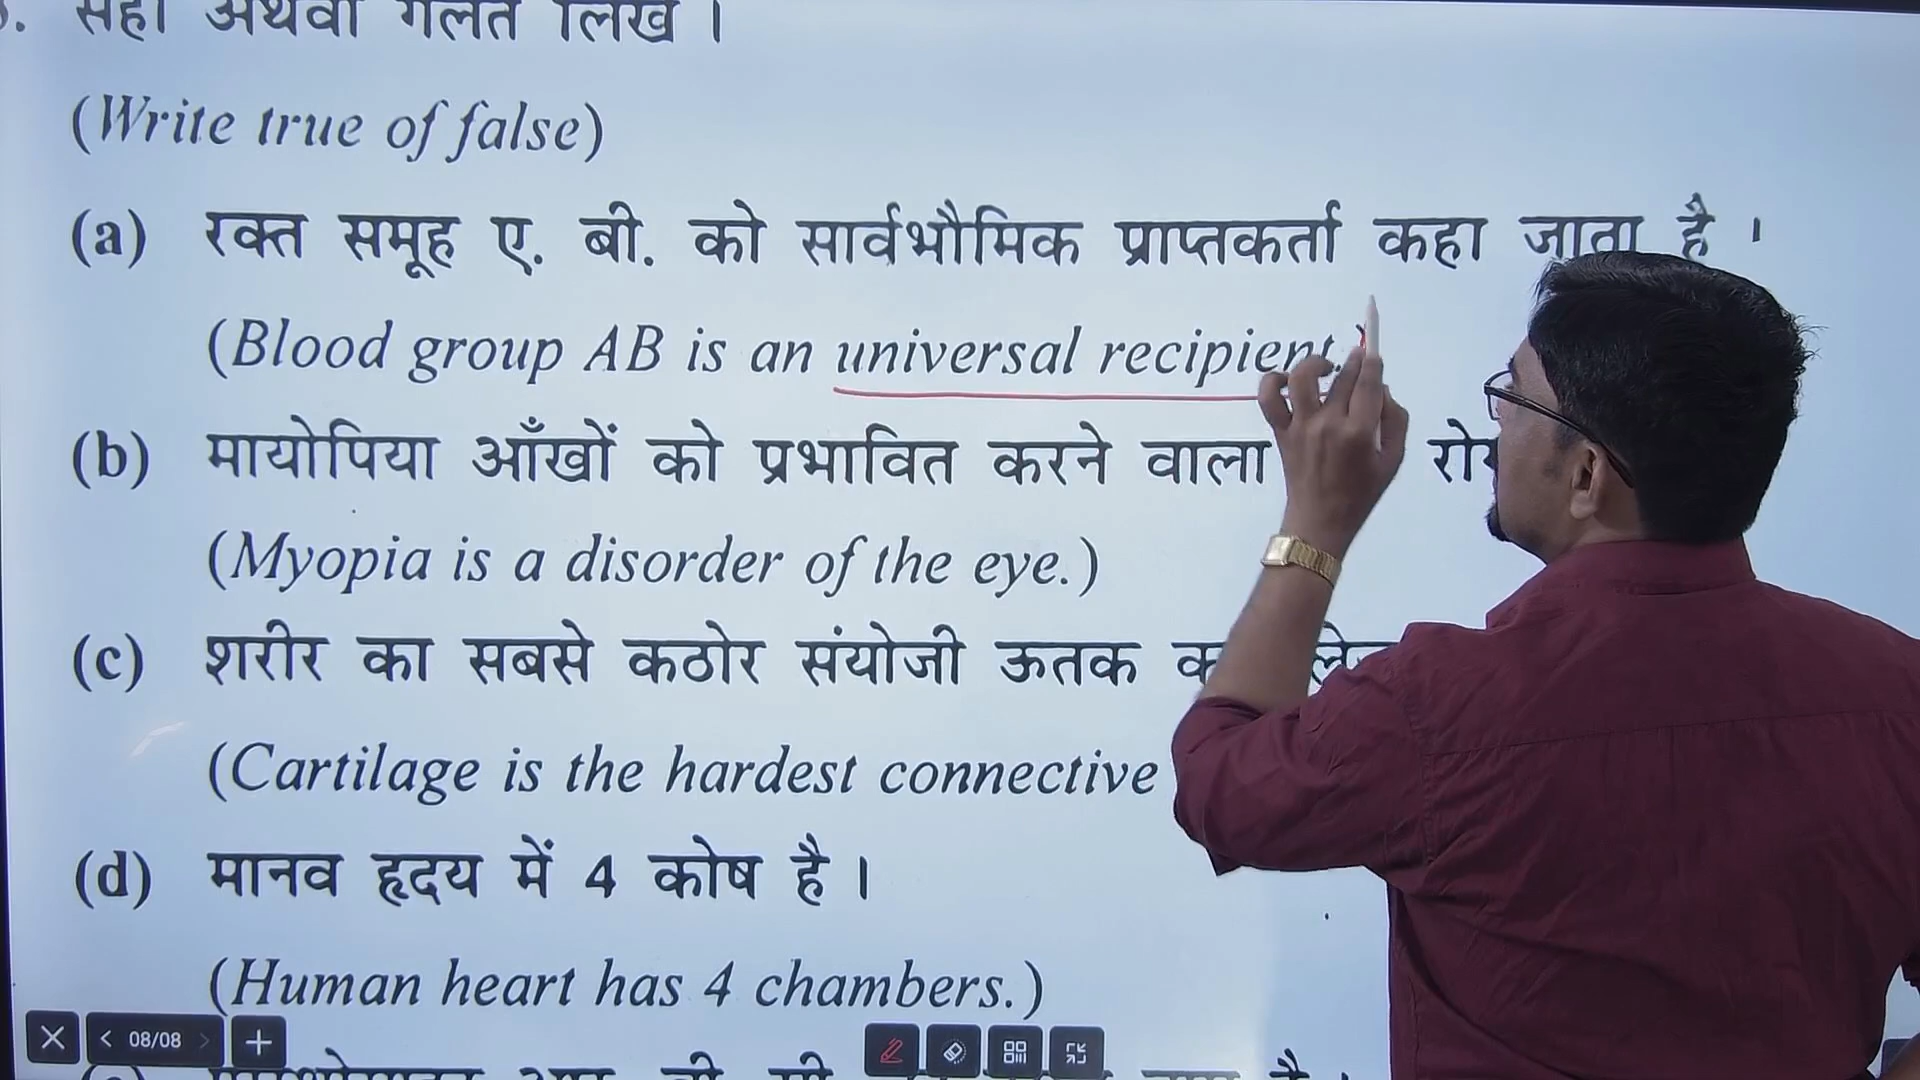 सही अथवा गलत लिखें ।
(Write true of false)
(a) रक्त समूह ए. बी. को सार्वभौमिक प्राप्तकर्ता कहा जाता है ।
(Blood group AB is an universal recipient.
(b) मायोपिया आँखों को प्रभावित करने वाला
(Myopia is a disorder of the eye.)
(c) शरीर का सबसे कठोर संयोजी ऊतक
(Cartilage is the hardest connective
(d) मानव हृदय में 4 कोष है ।
(Human heart has 4 chambers.)
08/08